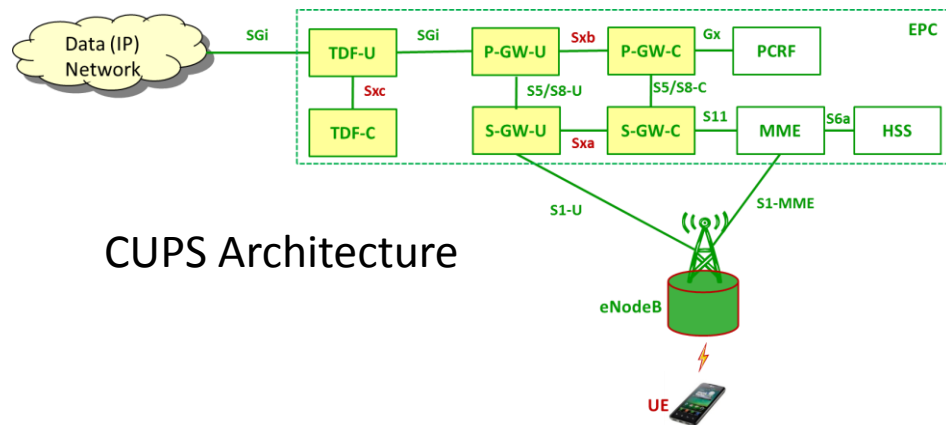 SGi
SGi
Sxb
Gx
EPC
Data (IP)
Network
TDF-U
P-GW-U
P-GW-C
PCRF
Sxc
S5/S8-U
S5/S8-C
TDF-C
S-GW-U
Sxa
S-GW-C
S11
MME
S6a
HSS
S1-U
S1-MME
CUPS Architecture
eNodeB
UE